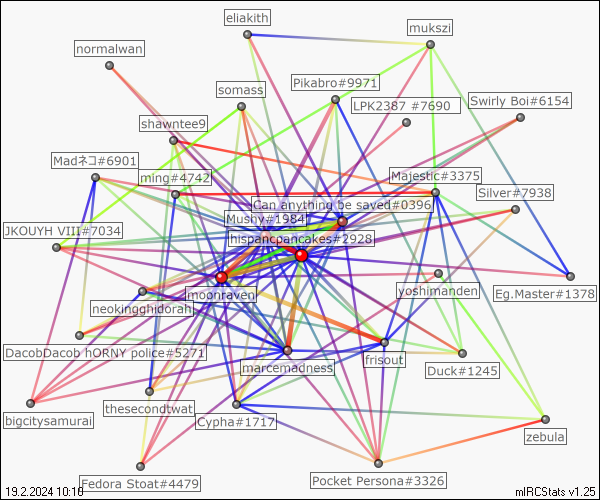 eliakith
mukszi
normalwan
Pikabro#9971
somass
LPK2387 #7690
Swirly Boi#6154
shawntee9
Madネコ#6901
ming#4742
Majestic#3375
Silver#7938
Can anything be saved#0396
Mushy#1984
JKOUYH VIII#7034
hispancpancakes#2928
moonraven
yoshimanden
Eg.Master#1378
neokingghidorah
DacobDacob hORNY police#5271
marcemadness
frisout
Duck#1245
bigcitysamurai
thesecondtwat
Cypha#1717
zebula
Fedora Stoat#4479
Pocket Persona#3326
19.2.2024 10:10
mIRCStats v1.25